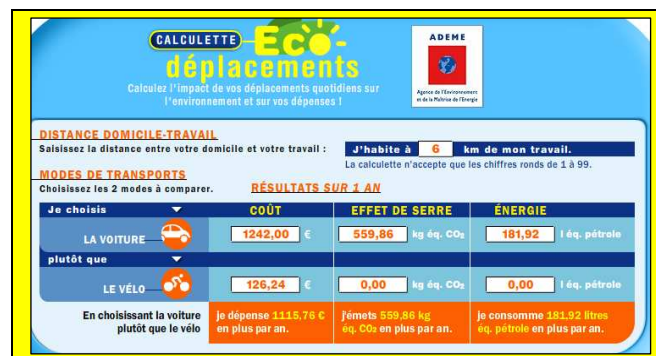 CALCULETTE Éco-
déplacements
Calculez l'impact de vos déplacements quotidiens sur
l'environnement et sur vos dépenses !
ADEME
Agence de l'Environnement
et de la Maîtrise de l'Energie
DISTANCE DOMICILE-TRAVAIL
Saisissez la distance entre votre domicile et votre travail :
J'habite à 6 km de mon travail.
La calculette n'accepte que les chiffres ronds de 1 à 99.
MODES DE TRANSPORTS
Choisissez les 2 modes à comparer.
RÉSULTATS SUR 1 AN
Je choisis COÛT EFFET DE SERRE ÉNERGIE
LA VOITURE 1242,00 € 559,86 kg éq. CO₂ 181,92 l éq. pétrole
plutôt que
LE VÉLO 126,24 € 0,00 kg éq. CO₂ 0,00 l éq. pétrole
En choisissant la voiture
plutôt que le vélo
je dépense 1115,76 €
en plus par an.
j'émets 559,86 kg
éq. CO₂ en plus par an.
je consomme 181,92 litres
éq. pétrole en plus par an.